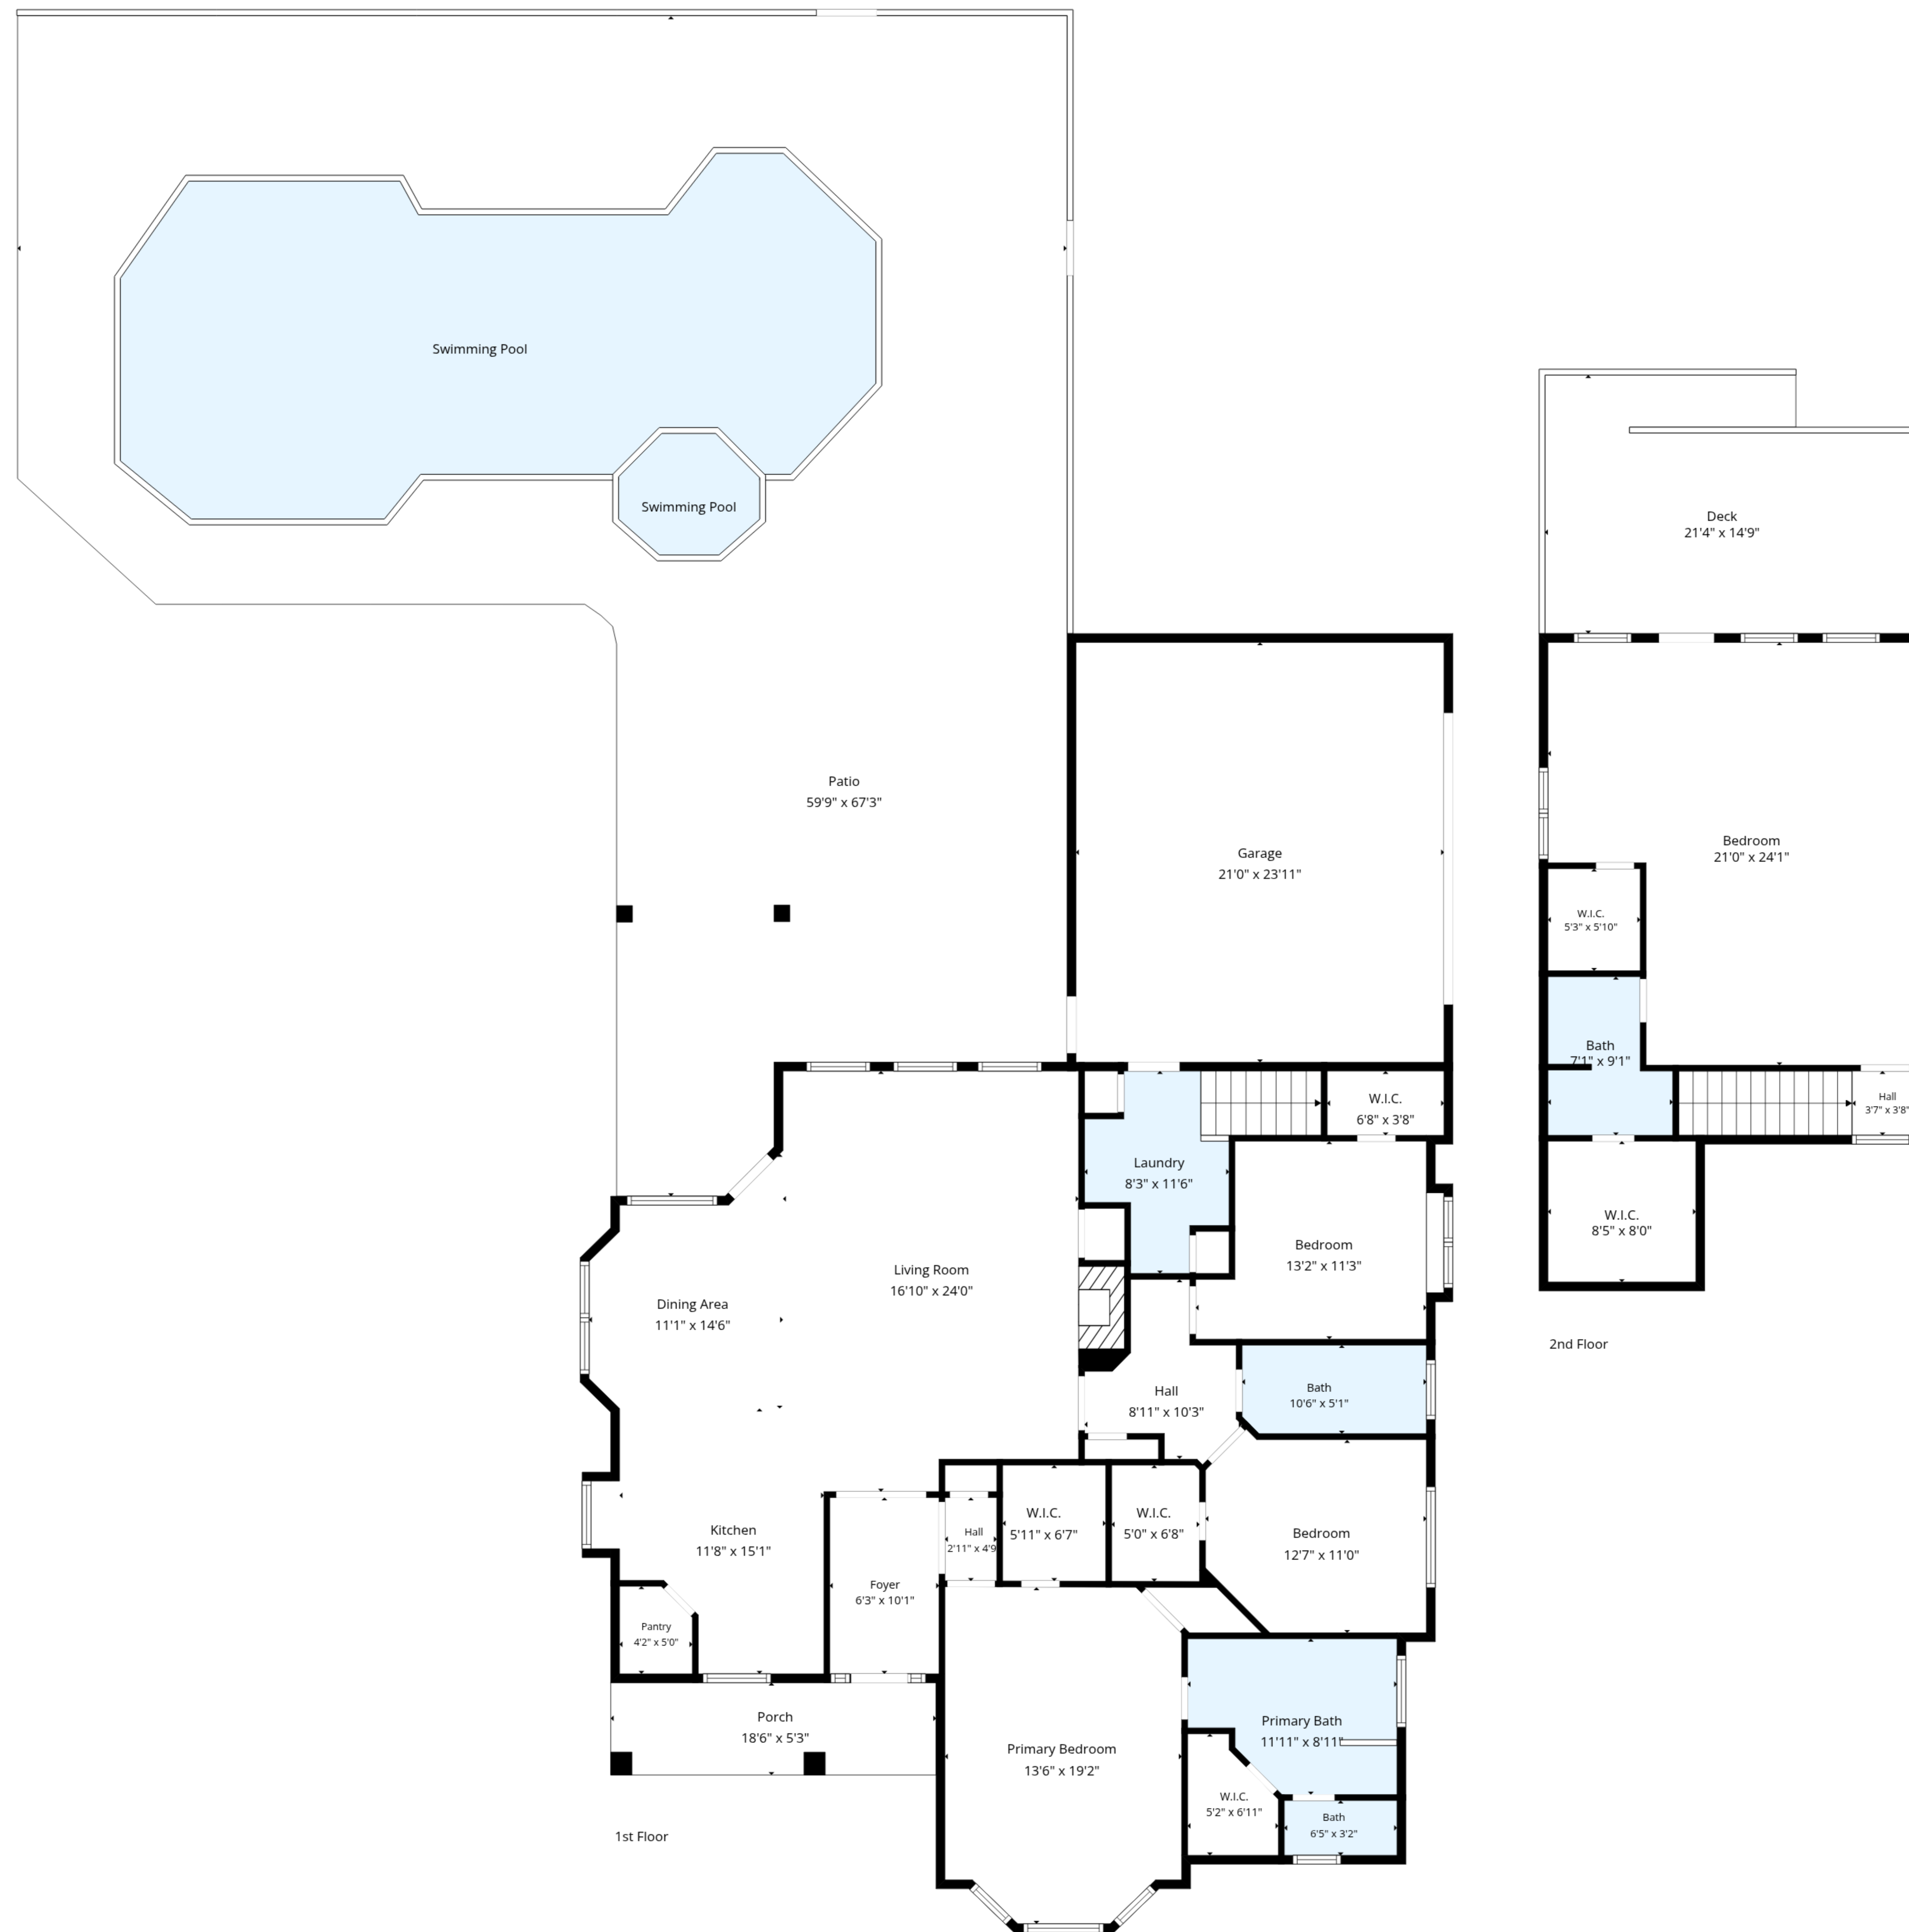 Swimming Pool
Swimming Pool
Patio
59'9" x 67'3"
Garage
21'0" x 23'11"
W.I.C.
6'8" x 3'8"
Laundry
8'3" x 11'6"
Bedroom
13'2" x 11'3"
Living Room
16'10" x 24'0"
Dining Area
11'1" x 14'6"
Hall
8'11" x 10'3"
Bath
10'6" x 5'1"
Kitchen
11'8" x 15'1"
Hall
2'11" x 4'9
W.I.C.
5'11" x 6'7"
W.I.C.
5'0" x 6'8"
Bedroom
12'7" x 11'0"
Foyer
6'3" x 10'1"
Pantry
4'2" x 5'0"
Porch
18'6" x 5'3"
Primary Bedroom
13'6" x 19'2"
Primary Bath
11'11" x 8'11"
W.I.C.
5'2" x 6'11"
Bath
6'5" x 3'2"
1st Floor
Deck
21'4" x 14'9"
Bedroom
21'0" x 24'1"
W.I.C.
5'3" x 5'10"
Bath
7'1" x 9'1"
Hall
3'7" x 3'8"
W.I.C.
8'5" x 8'0"
2nd Floor